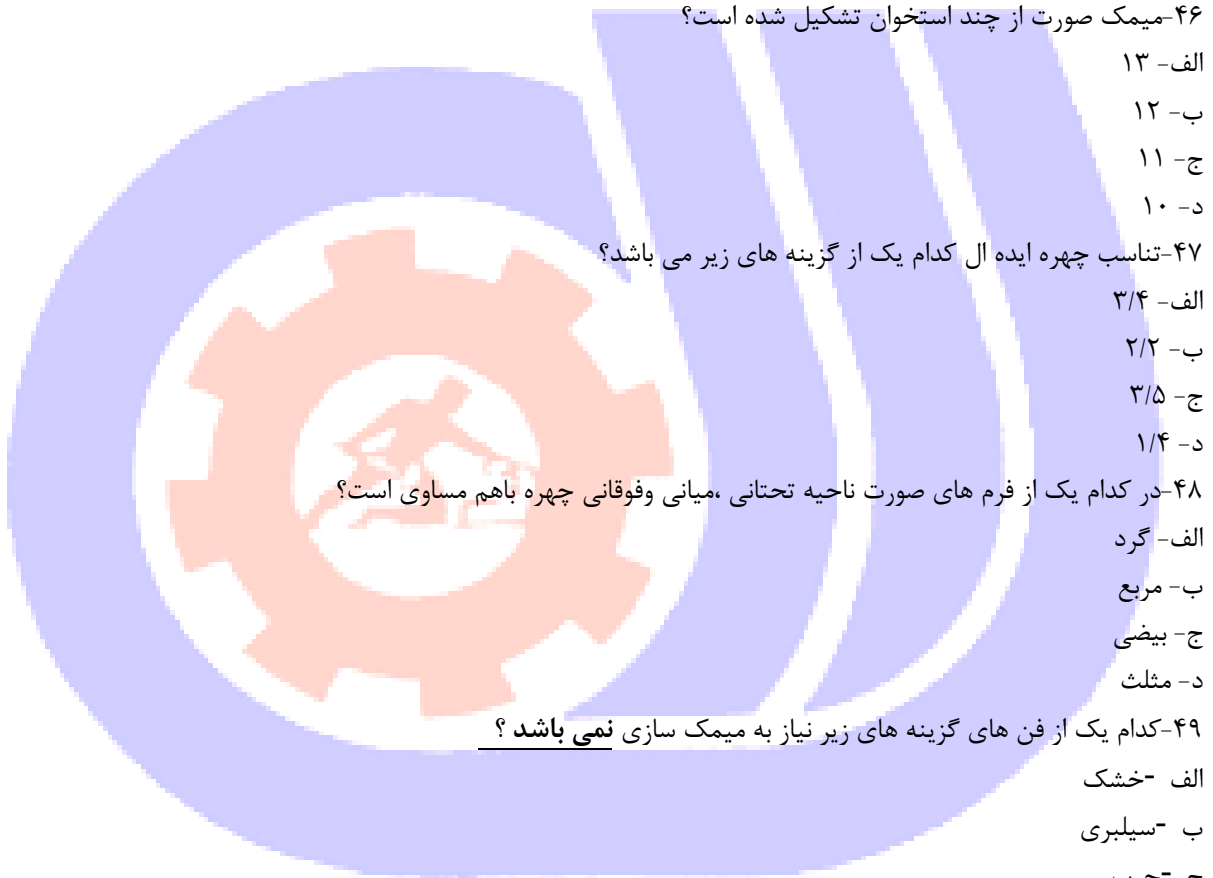 ۴۶-میمک صورت از چند استخوان تشکیل شده است؟
الف- ۱۳
ب- ۱۲
ج- ۱۱
د- ۱۰
۴۷-تناسب چهره ایده ال کدام یک از گزینه های زیر می باشد؟
الف- ۳/۴
ب- ۲/۲
ج- ۳/۵
د- ۱/۴
۴۸-در کدام یک از فرم های صورت ناحیه تحتانی ،میانی وفوقانی چهره باهم مساوی است؟
الف- گرد
ب- مربع
ج- بیضی
د- مثلث
۴۹-کدام یک از فن های گزینه های زیر نیاز به میمک سازی نمی باشد ؟
الف -خشک
ب -سیلبری